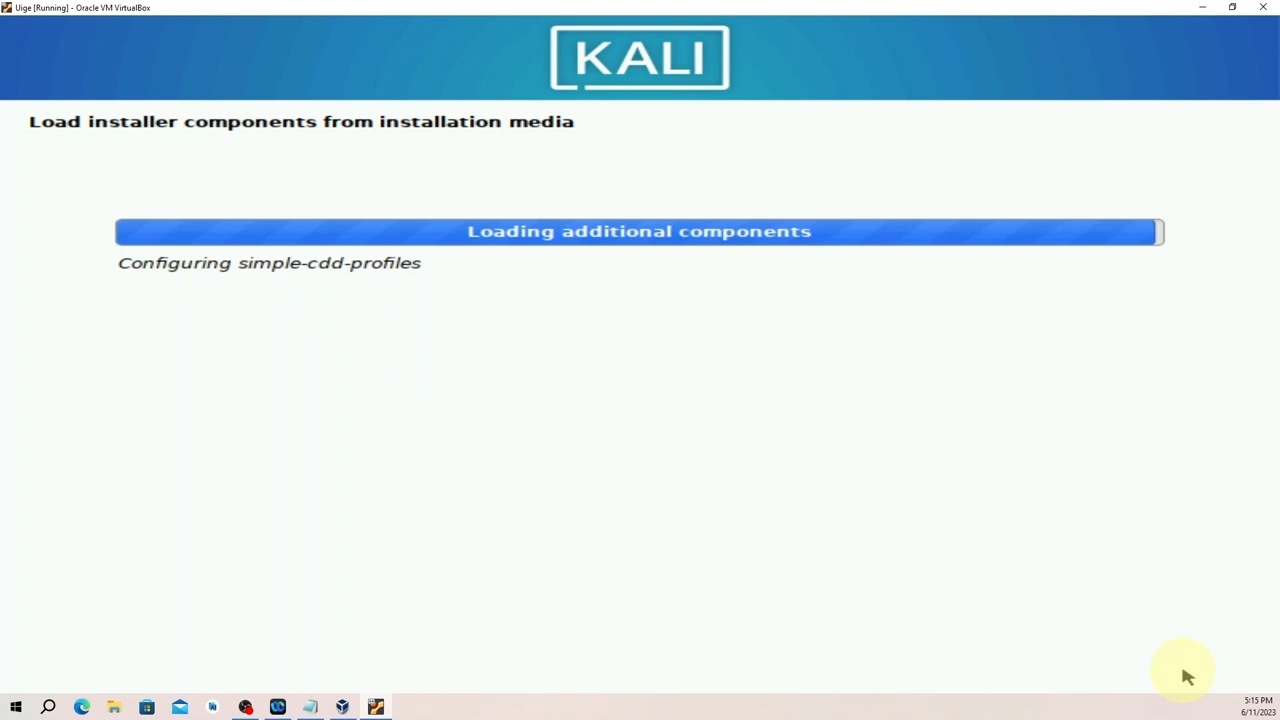 Uige [Running] - Oracle VM VirtualBox
KALI
Load installer components from installation media
Loading additional components
Configuring simple-cdd-profiles
5:15 PM
6/11/2023